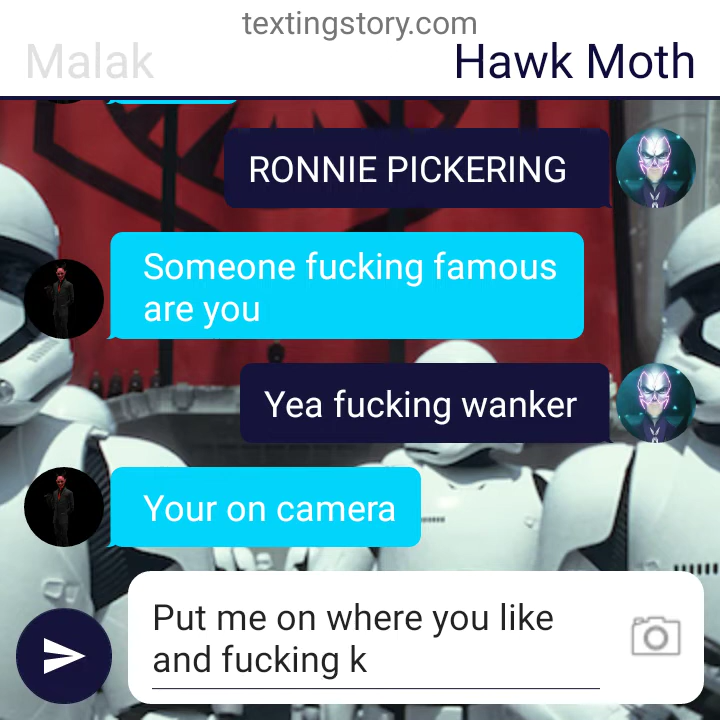 textingstory.com
Malak
Hawk Moth
RONNIE PICKERING
Someone fucking famous
are you
Yea fucking wanker
Your on camera
Put me on where you like
and fucking k